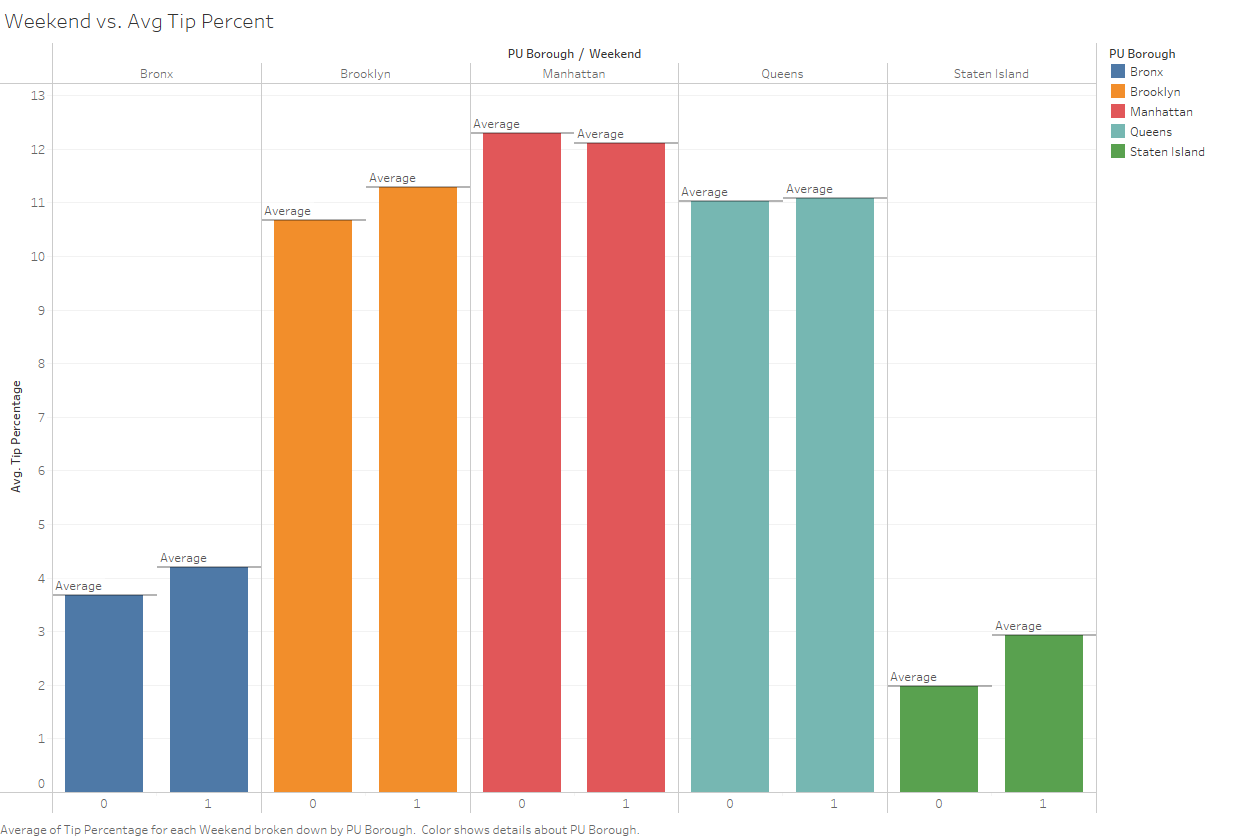 Weekend vs. Avg Tip Percent
PU Borough / Weekend
Bronx Brooklyn Manhattan Queens Staten Island
Avg. Tip Percentage
13
12
11
10
9
8
7
6
5
4
3
2
1
0
Average
Average
Average
Average
Average
Average
Average
Average
Average
Average
0 1 0 1 0 1 0 1 0 1
PU Borough
Bronx
Brooklyn
Manhattan
Queens
Staten Island
Average of Tip Percentage for each Weekend broken down by PU Borough. Color shows details about PU Borough.